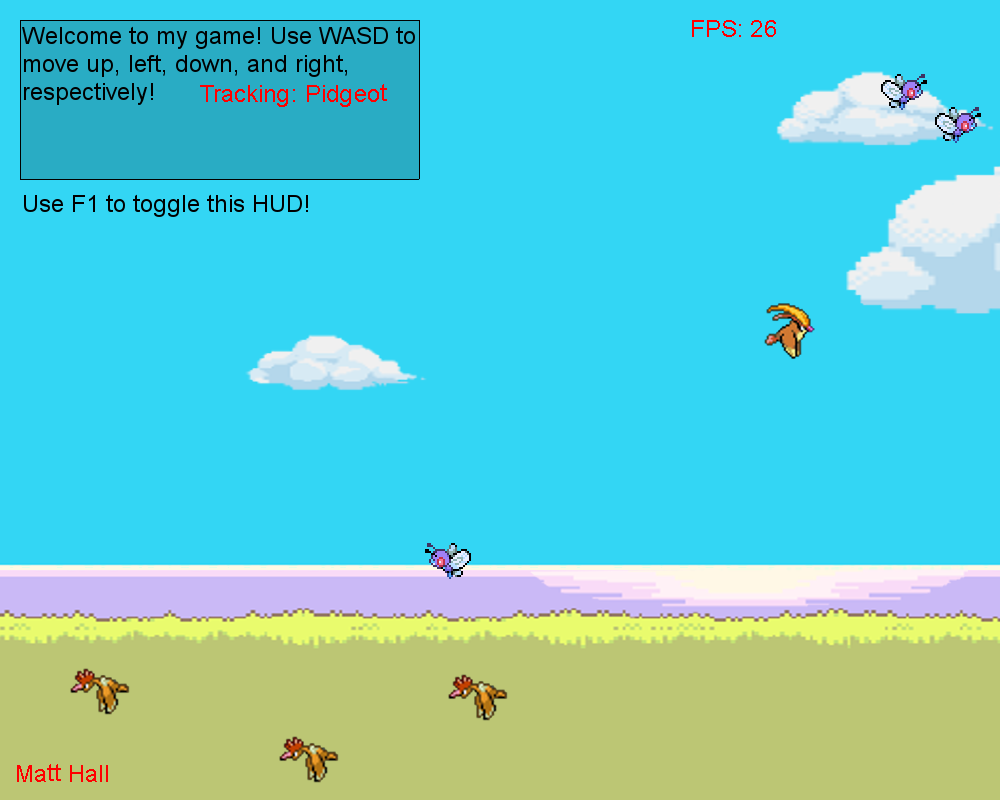 Welcome to my game! Use WASD to
move up, left, down, and right,
respectively!
Tracking: Pidgeot
Use F1 to toggle this HUD!
FPS: 26
Matt Hall